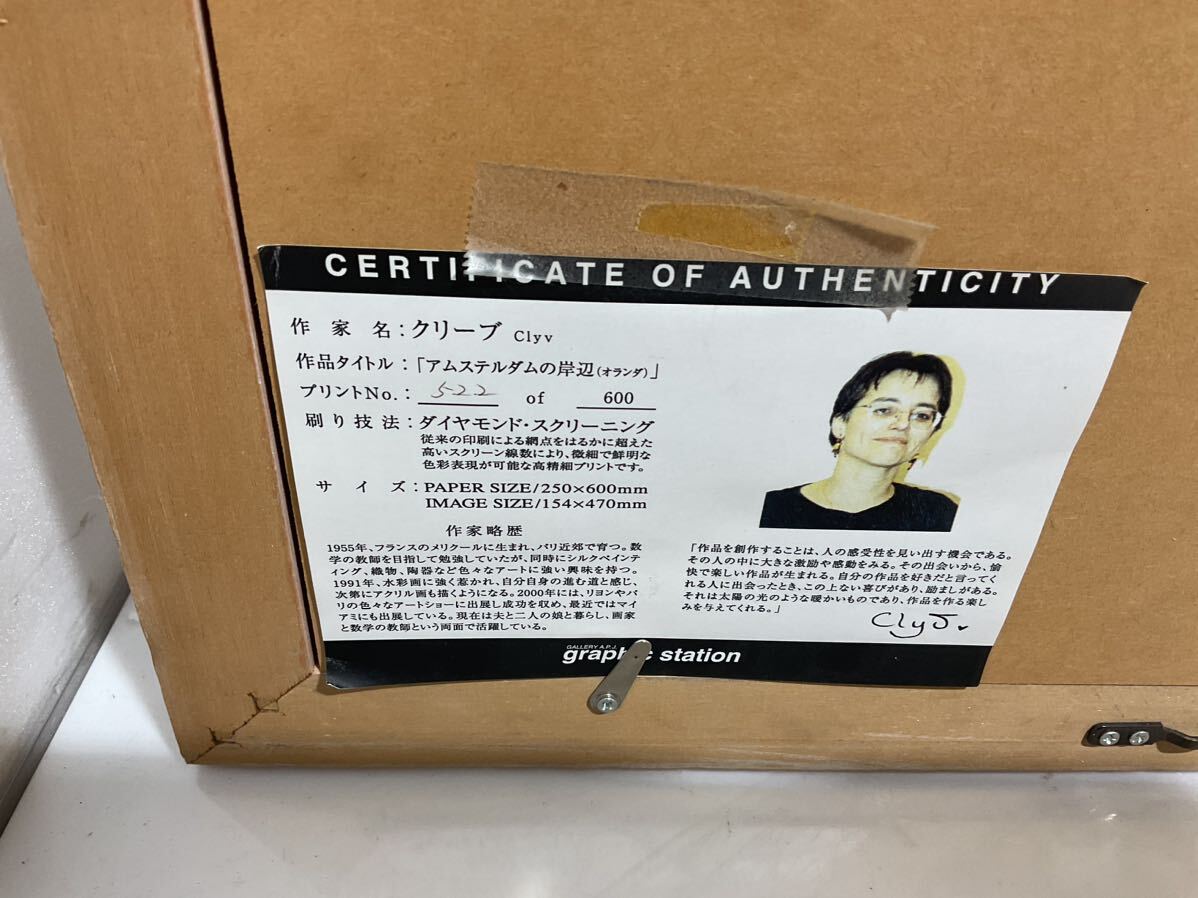 CERTIFICATE OF AUTHENTICITY
作家名：クリーブ Clyv
作品タイトル：「アムステルダムの岸辺（オランダ）」
プリントNo.： 522 of 600
刷り技法：ダイヤモンド・スクリーニング
従来の印刷による網点をはるかに超えた
高いスクリーン線数により、微細で鮮明な
色彩表現が可能な高精細プリントです。
サイズ：PAPER SIZE/250×600mm
IMAGE SIZE/154×470mm
作家略歴
1955年、フランスのメリクールに生まれ、パリ近郊で育つ。数
学の教師を目指して勉強していたが、同時にシルクペインテ
ィング、織物、陶器など色々なアートに強い興味を持つ。
1991年、水彩画に強く惹かれ、自分自身の進む道と感じ、
次第にアクリル画も描くようになる。2000年には、リヨンやパ
リの色々なアートショーに出展し成功を収め、最近ではマイ
アミにも出展している。現在は夫と二人の娘と暮らし、画家
と数学の教師という両面で活躍している。
「作品を創作することは、人の感受性を見い出す機会である。
その人の中に大きな激励や感動をみる。その出会いから、愉
快で楽しい作品が生まれる。自分の作品を好きだと言ってく
れる人に出会ったとき、この上ない喜びがあり、励ましがある。
それは太陽の光のような暖かいものであり、作品を作る楽し
みを与えてくれる。」
Clyv
GALLERY A.P.J.
graphic station